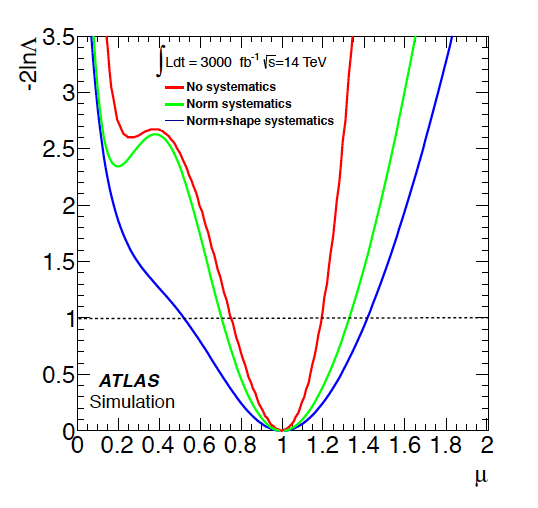 -2lnΛ
3.5
3
2.5
2
1.5
1
0.5
0
∫Ldt = 3000 fb⁻¹ √s=14 TeV
No systematics
Norm systematics
Norm+shape systematics
ATLAS
Simulation
0 0.2 0.4 0.6 0.8 1 1.2 1.4 1.6 1.8 2
μ